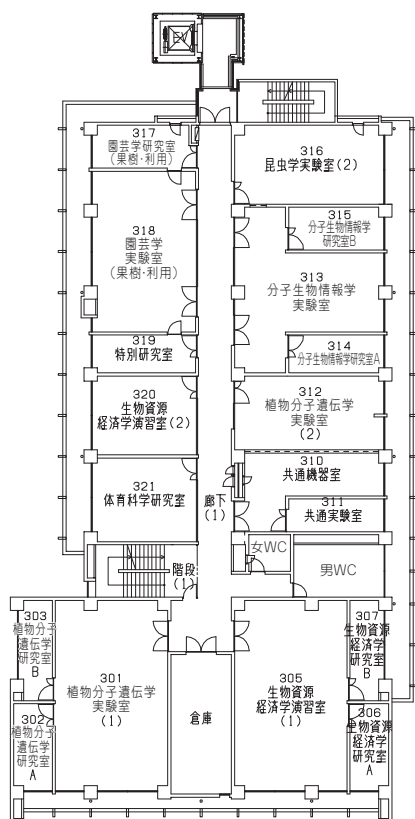 EV
317
園芸学研究室
(果樹・利用)
316
昆虫学実験室(2)
315
分子生物情報学
研究室B
318
園芸学
実験室
(果樹・利用)
313
分子生物情報学
実験室
319
特別研究室
314
分子生物情報学研究室A
320
生物資源
経済学演習室(2)
312
植物分子遺伝学
実験室
(2)
310
共通機器室
321
体育科学研究室
廊下
(1)
311
共通実験室
階段
(1)
女WC
男WC
303
植物分子
遺伝学
研究室
B
301
植物分子遺伝学
実験室
(1)
倉庫
305
生物資源
経済学演習室
(1)
307
生物資源
経済学
研究室
B
302
植物分子
遺伝学
研究室
A
306
生物資源
経済学
研究室
A